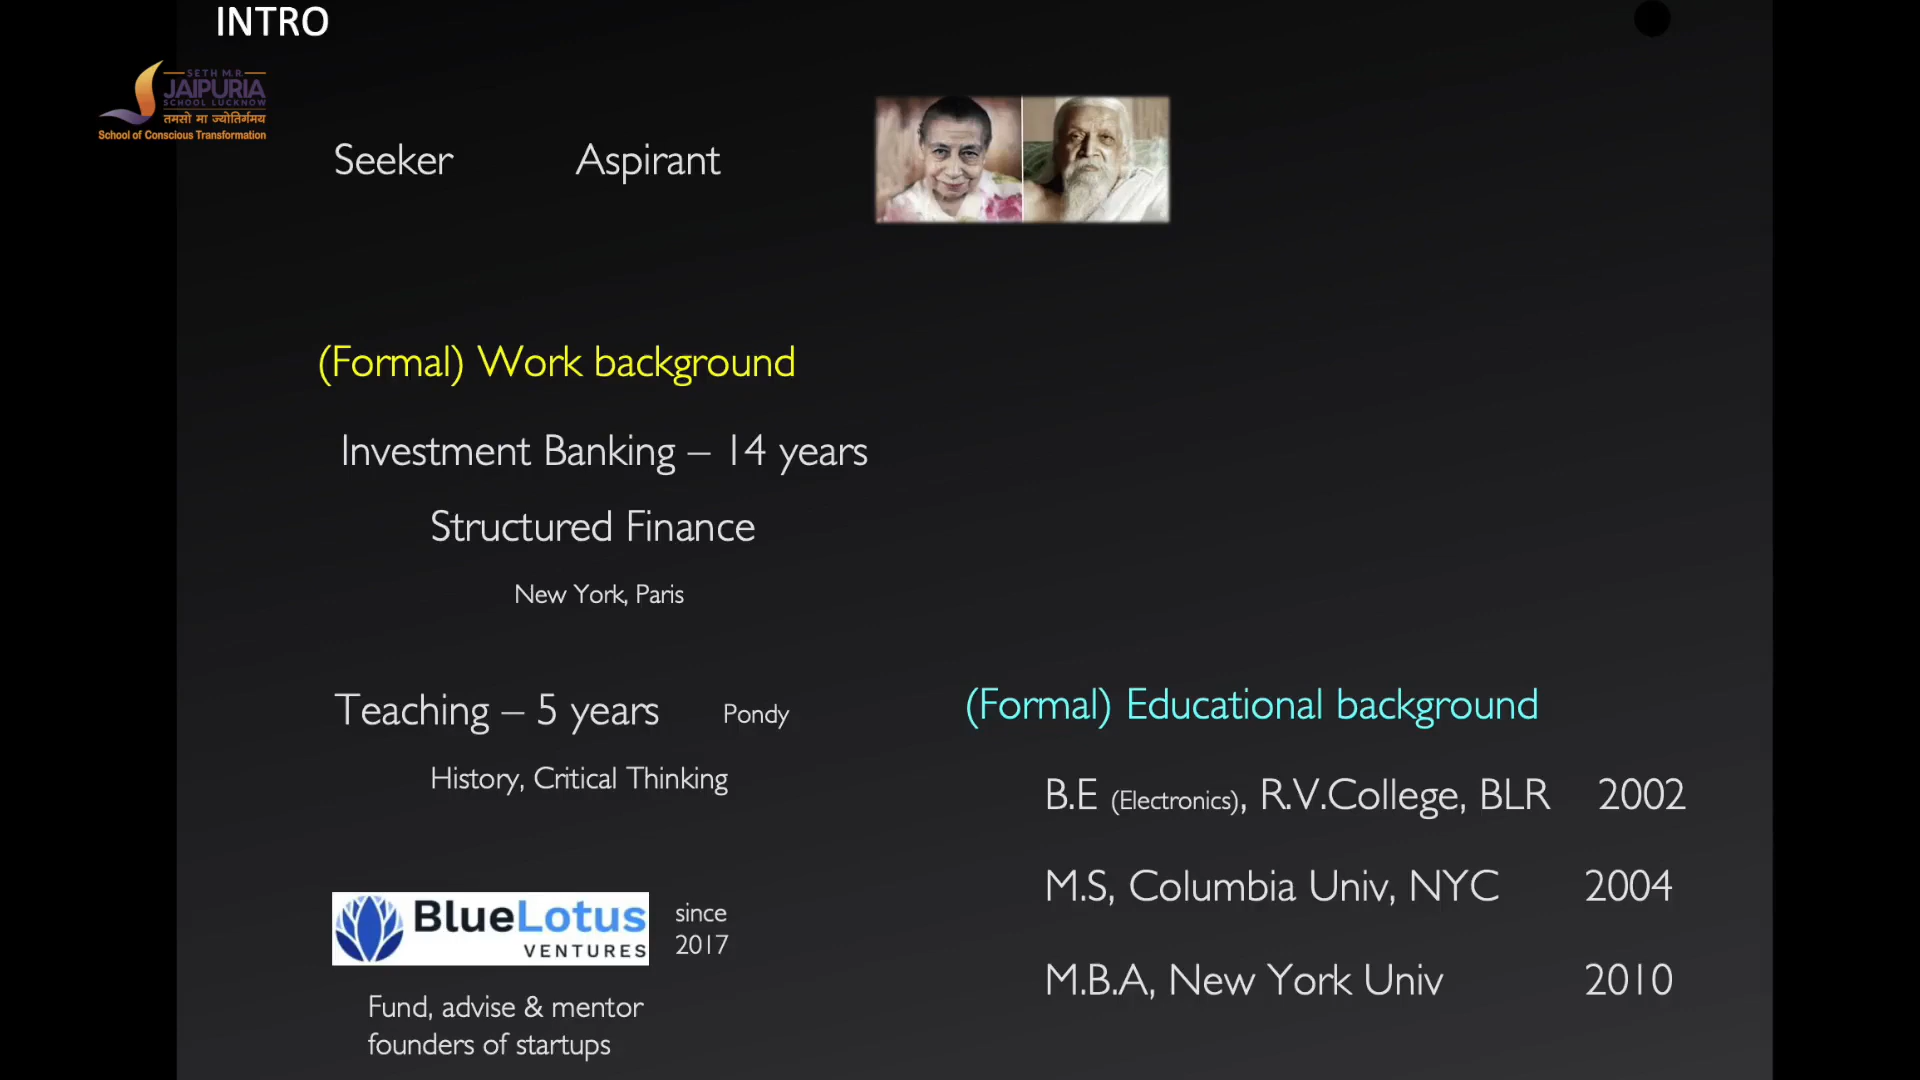 INTRO
SETH M.R.
JAIPURIA
SCHOOL LUCKNOW
तमसो मा ज्योतिर्गमय
School of Conscious Transformation
Seeker Aspirant
(Formal) Work background
Investment Banking – 14 years
Structured Finance
New York, Paris
Teaching – 5 years Pondy
History, Critical Thinking
BlueLotus
VENTURES
since
2017
Fund, advise & mentor
founders of startups
(Formal) Educational background
B.E (Electronics), R.V.College, BLR 2002
M.S, Columbia Univ, NYC 2004
M.B.A, New York Univ 2010